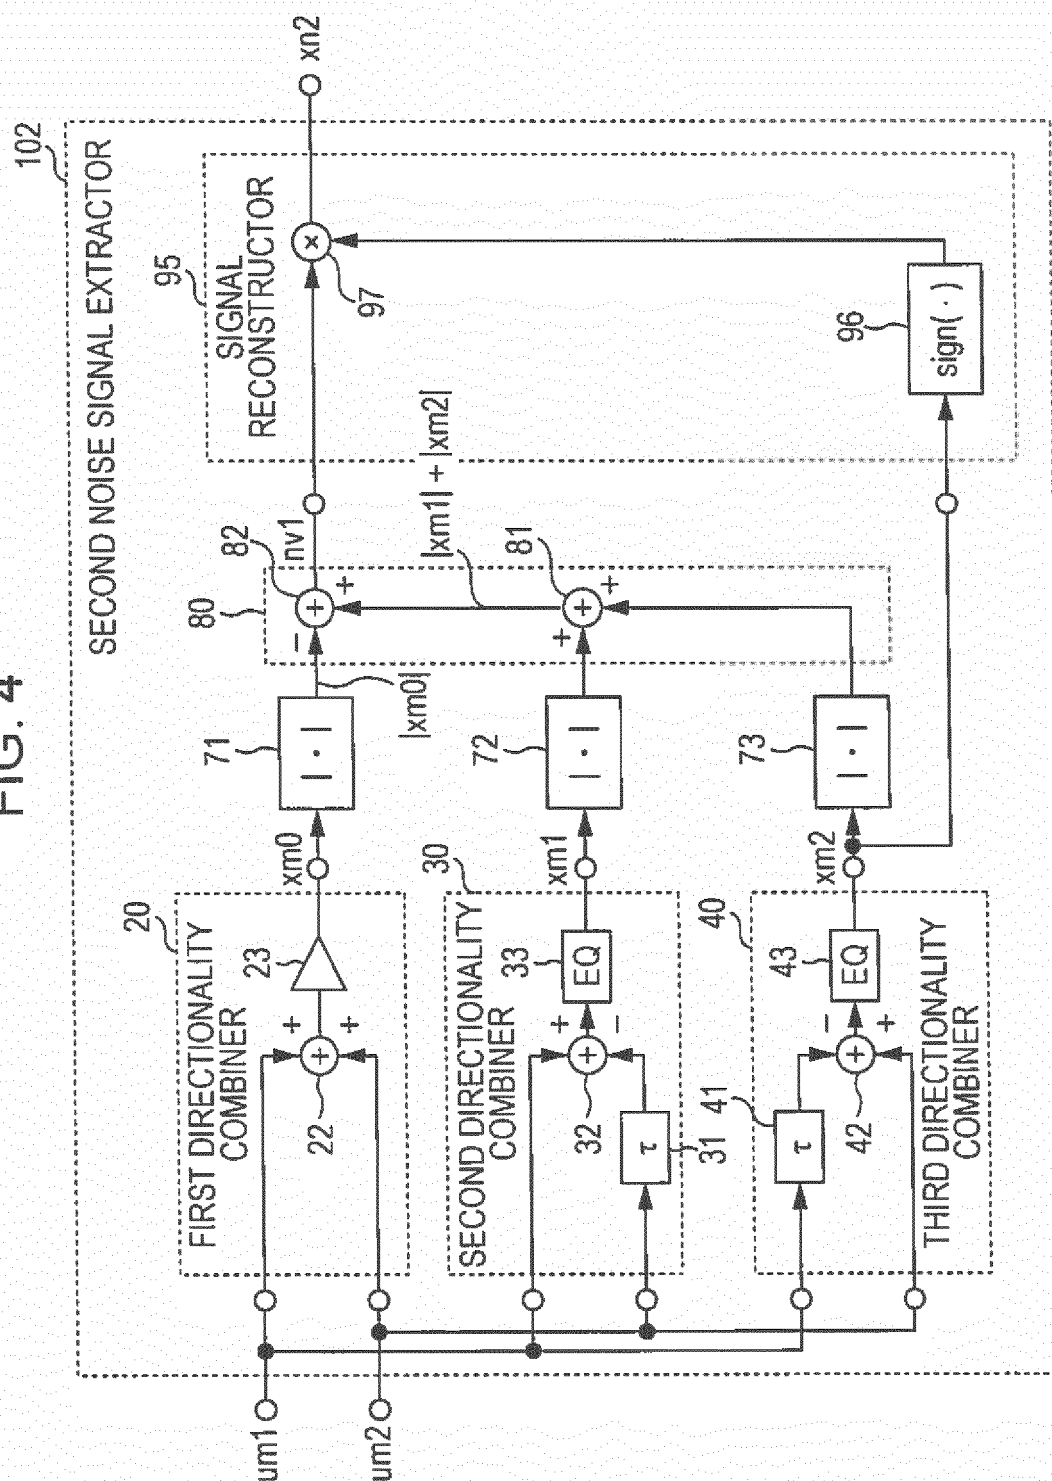 FIG. 4
102
SECOND NOISE SIGNAL EXTRACTOR
20
FIRST DIRECTIONALITY
COMBINER
um1
um2
22
+
+
+
23
xm0
71
| · |
|xm0|
80
82
−
+
+
nv1
95
SIGNAL
RECONSTRUCTOR
×
97
xn2
30
SECOND DIRECTIONALITY
COMBINER
31
τ
32
+
+
−
33
EQ
xm1
72
| · |
81
+
+
+
|xm1| + |xm2|
40
THIRD DIRECTIONALITY
COMBINER
41
τ
42
−
+
+
43
EQ
xm2
73
| · |
96
sign( · )